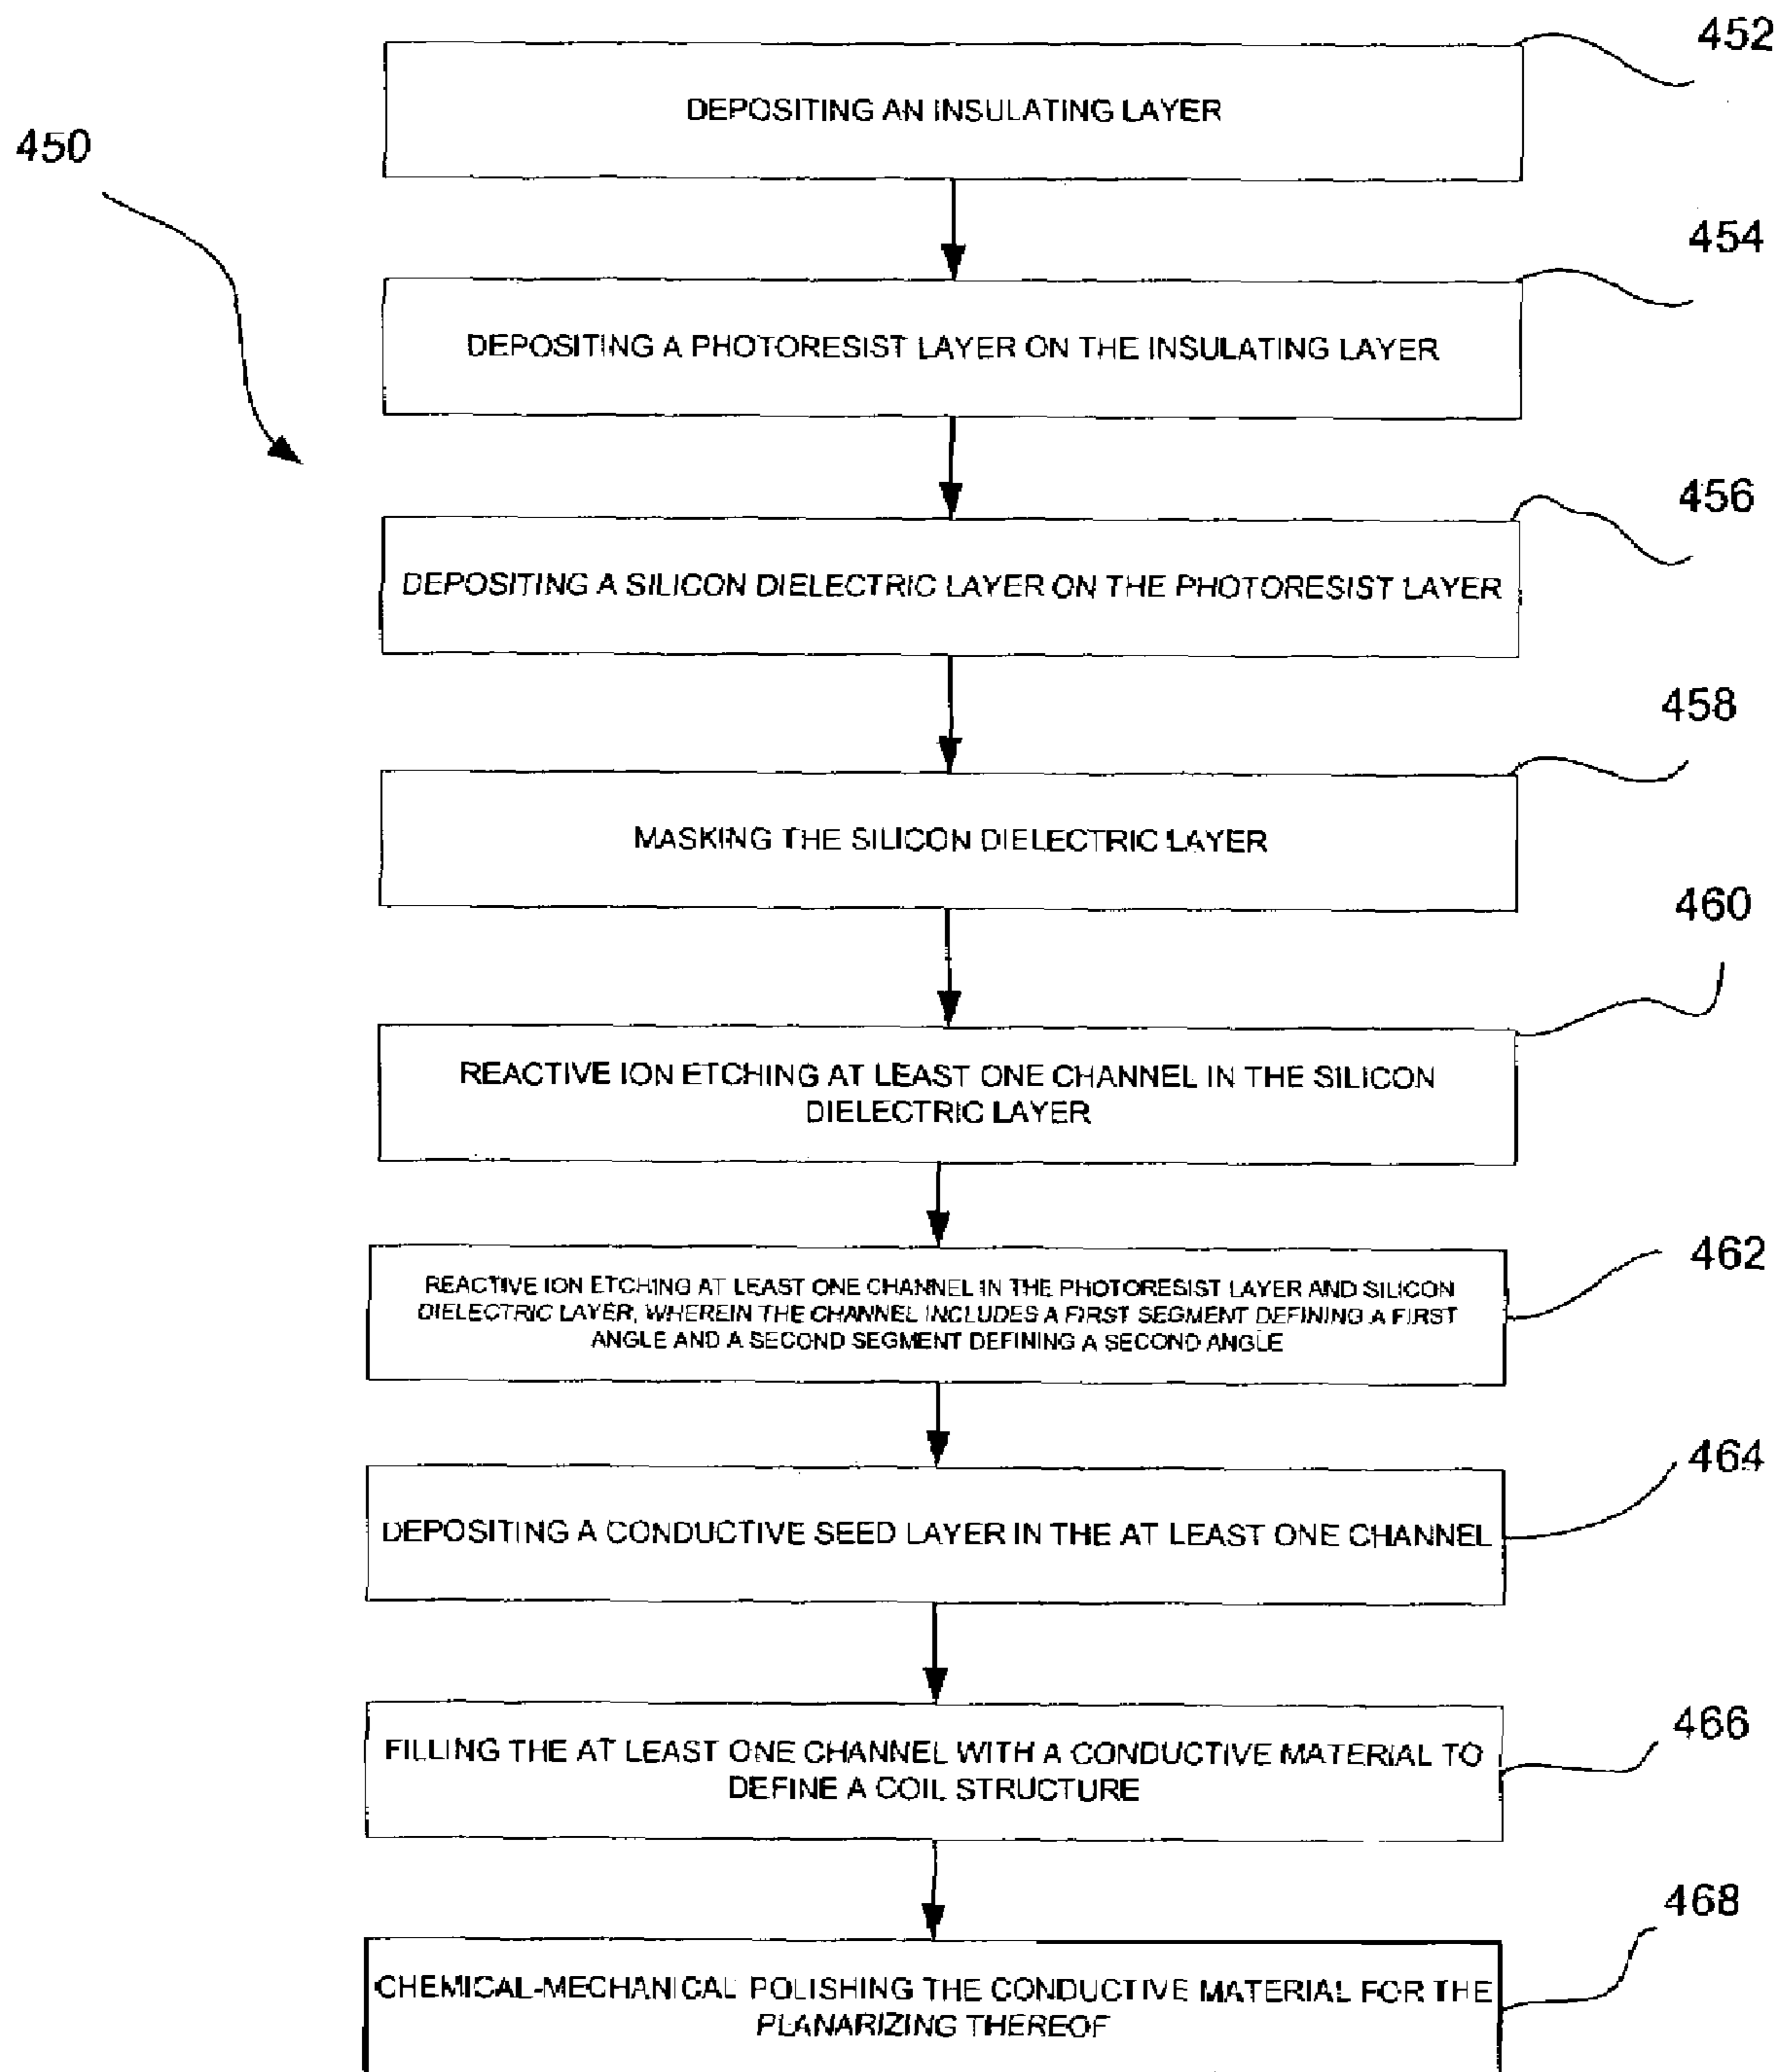 452
DEPOSITING AN INSULATING LAYER
450
454
DEPOSITING A PHOTORESIST LAYER ON THE INSULATING LAYER
456
DEPOSITING A SILICON DIELECTRIC LAYER ON THE PHOTORESIST LAYER
458
MASKING THE SILICON DIELECTRIC LAYER
460
REACTIVE ION ETCHING AT LEAST ONE CHANNEL IN THE SILICON
DIELECTRIC LAYER
462
REACTIVE ION ETCHING AT LEAST ONE CHANNEL IN THE PHOTORESIST LAYER AND SILICON
DIELECTRIC LAYER, WHEREIN THE CHANNEL INCLUDES A FIRST SEGMENT DEFINING A FIRST
ANGLE AND A SECOND SEGMENT DEFINING A SECOND ANGLE
464
DEPOSITING A CONDUCTIVE SEED LAYER IN THE AT LEAST ONE CHANNEL
466
FILLING THE AT LEAST ONE CHANNEL WITH A CONDUCTIVE MATERIAL TO
DEFINE A COIL STRUCTURE
468
CHEMICAL-MECHANICAL POLISHING THE CONDUCTIVE MATERIAL FOR THE
PLANARIZING THEREOF